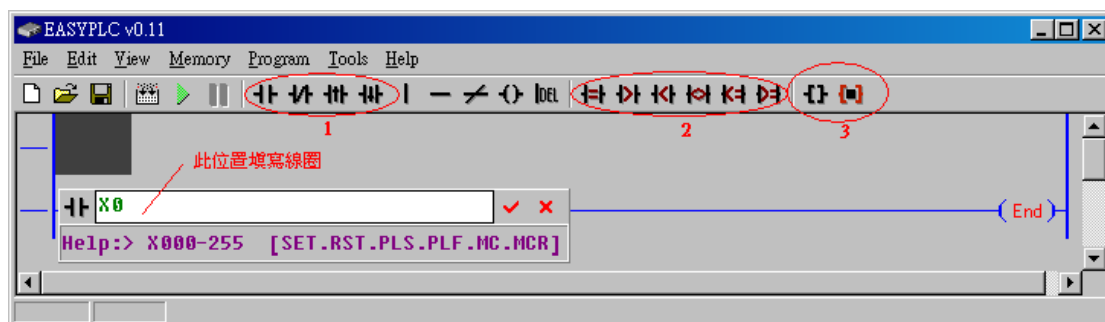 EASYPLC v0.11
File Edit View Memory Program Tools Help
DEL
1 2 3
此位置填寫線圈
X0
( End )
Help:> X000-255 [SET.RST.PLS.PLF.MC.MCR]